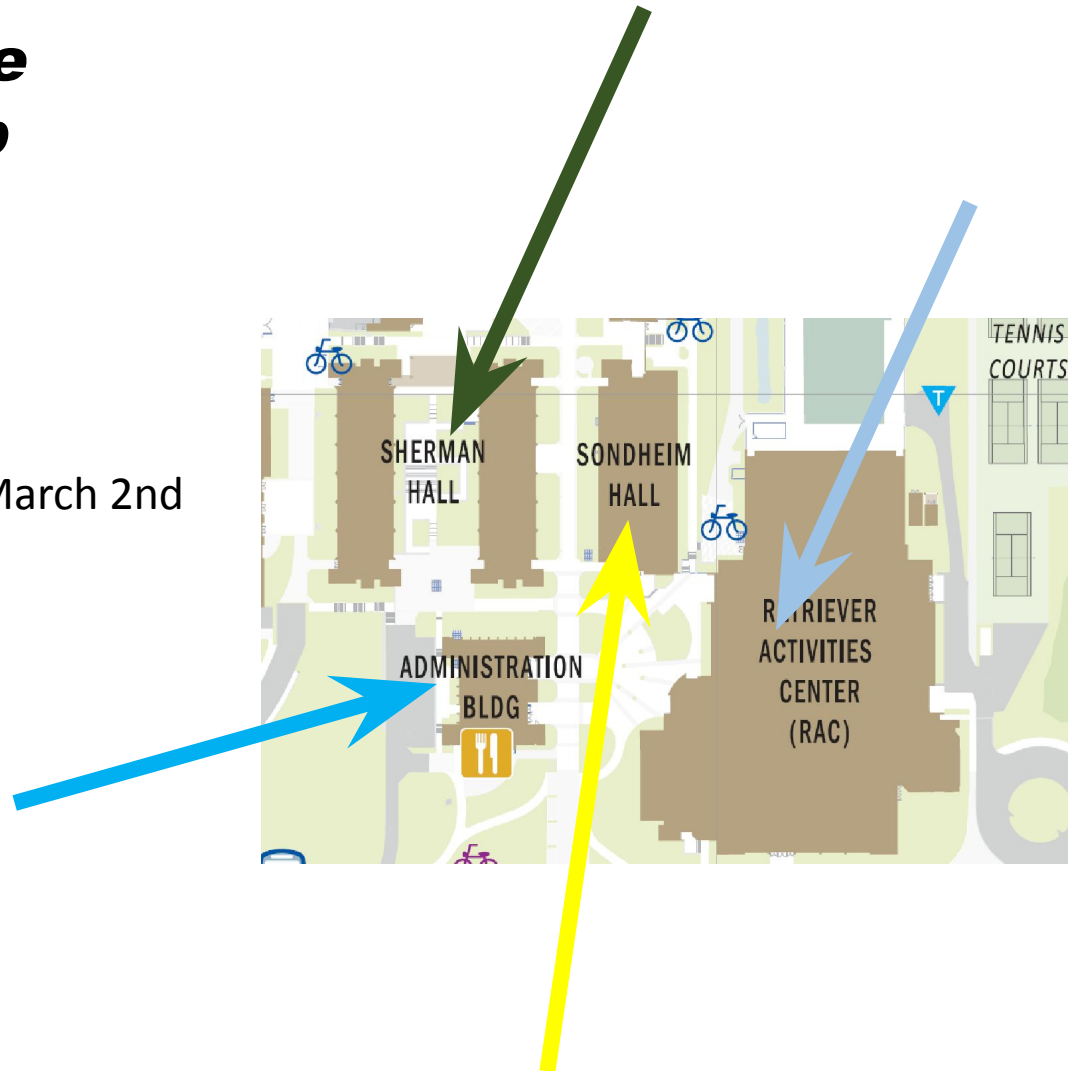 TENNIS
COURTS
SHERMAN
HALL
SONDHEIM
HALL
March 2nd
RETRIEVER
ACTIVITIES
CENTER
(RAC)
ADMINISTRATION
BLDG
T